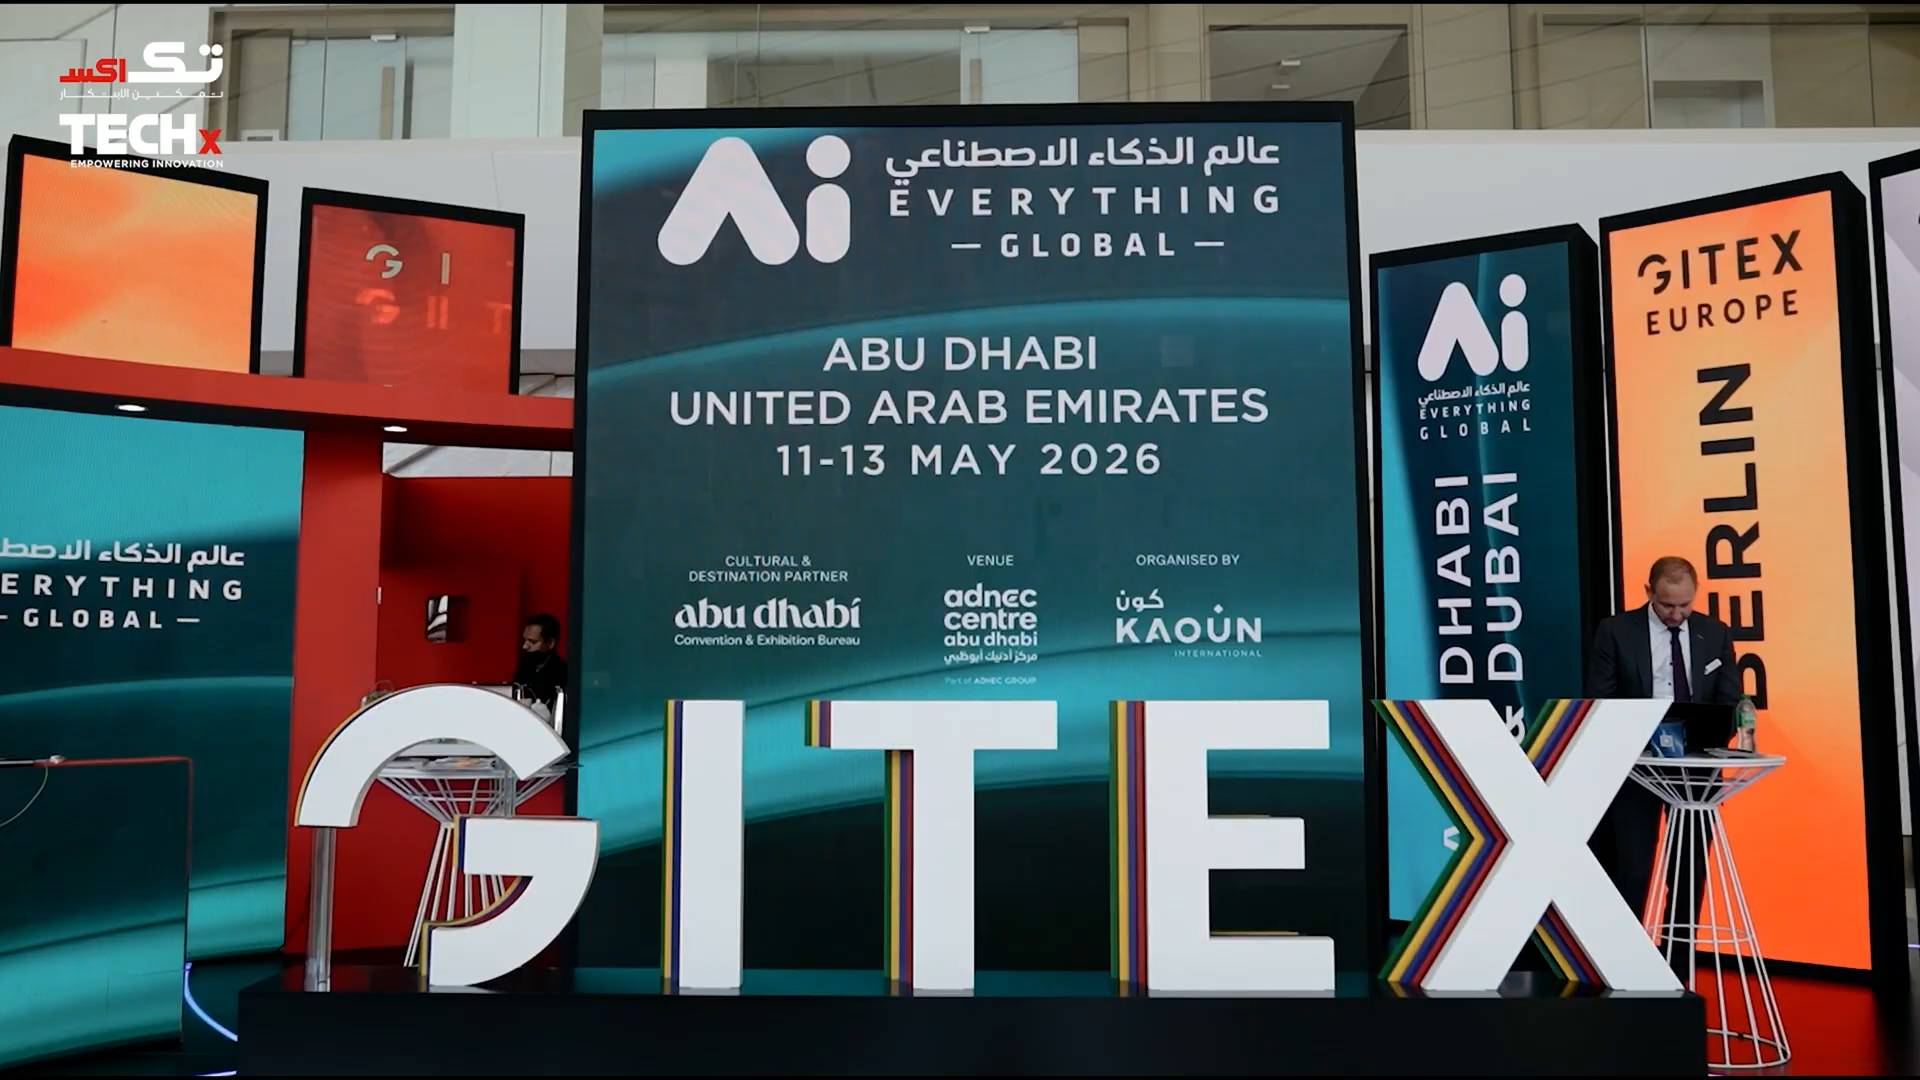 تك اكس
تمكين الابتكار
TECHx
EMPOWERING INNOVATION
G I
G I I T
Ai
عالم الذكاء الاصطناعي
EVERYTHING
— GLOBAL —
ABU DHABI
UNITED ARAB EMIRATES
11-13 MAY 2026
CULTURAL &
DESTINATION PARTNER
abu dhabi
Convention & Exhibition Bureau
VENUE
adnec
centre
abu dhabi
مركز أدنيك أبوظبي
Part of ADNEC GROUP
ORGANISED BY
كون
KAOUN
INTERNATIONAL
عالم الذكاء
ERYTHING
- GLOBAL —
Ai
عالم الذكاء الاصطناعي
EVERYTHING
GLOBAL
DHABI
& DUBAI
GITEX
EUROPE
BERLIN
GITEX